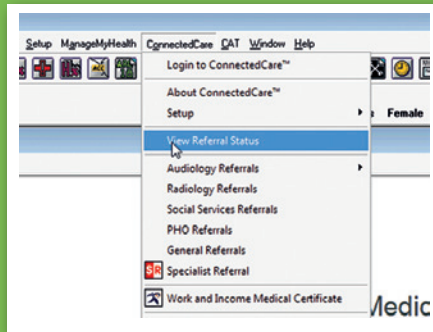 Setup ManageMyHealth ConnectedCare CAT Window Help
Login to ConnectedCare™
About ConnectedCare™
Setup
Female
View Referral Status
Audiology Referrals
Radiology Referrals
Social Services Referrals
PHO Referrals
General Referrals
SR Specialist Referral
Work and Income Medical Certificate
Medic